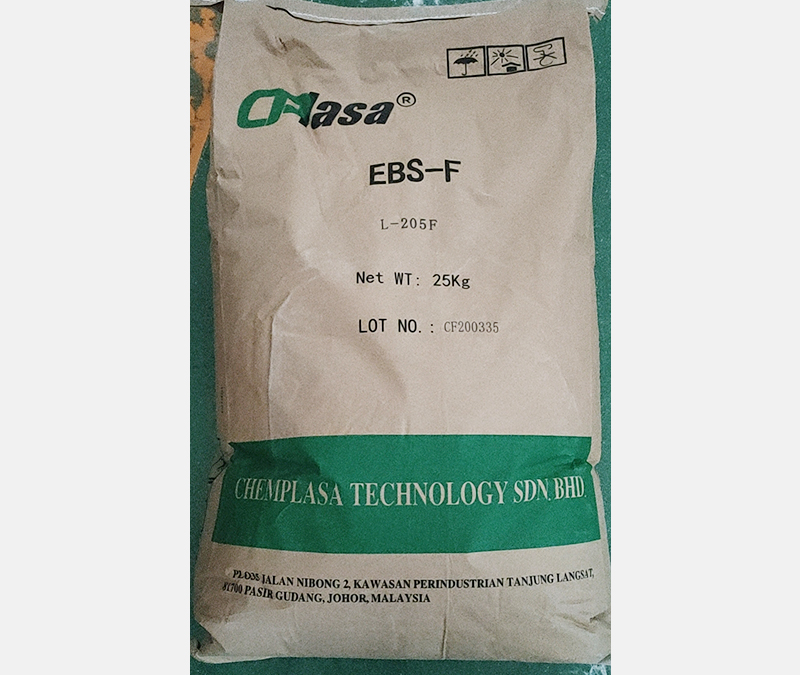 CPlasa®
EBS-F
L-205F
Net WT: 25Kg
LOT NO.: CF200335
CHEMPLASA TECHNOLOGY SDN. BHD.
JALAN NIBONG 2, KAWASAN PERINDUSTRIAN TANJUNG LANGSAT,
81700 PASIR GUDANG, JOHOR, MALAYSIA